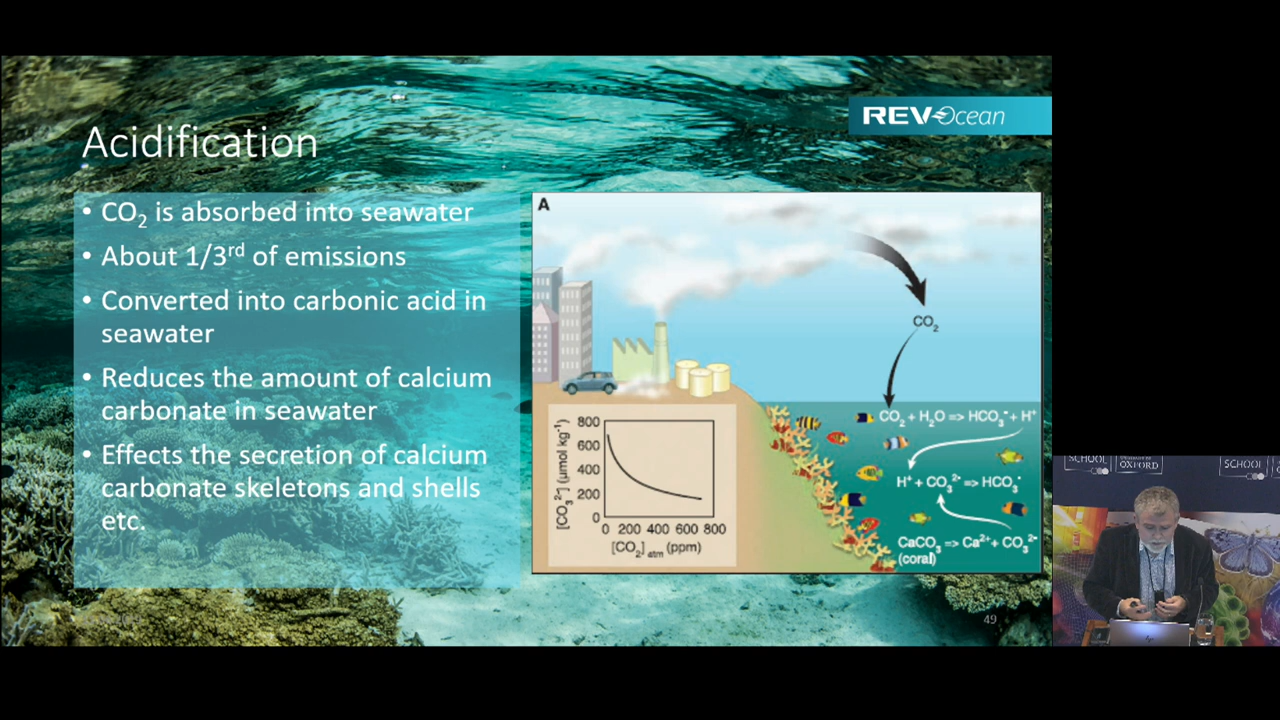 REV Ocean
Acidification
• CO₂ is absorbed into seawater
• About 1/3ʳᵈ of emissions
• Converted into carbonic acid in
seawater
• Reduces the amount of calcium
carbonate in seawater
• Effects the secretion of calcium
carbonate skeletons and shells
etc.
A
CO₂
CO₂ + H₂O => HCO₃⁻ + H⁺
H⁺ + CO₃²⁻ => HCO₃⁻
CaCO₃ => Ca²⁺ + CO₃²⁻
(coral)
[CO₃²⁻] (μmol kg⁻¹)
800
600
400
200
0
0 200 400 600 800
[CO₂] atm (ppm)
49
SCHOOL
OXFORD
SCHOOL